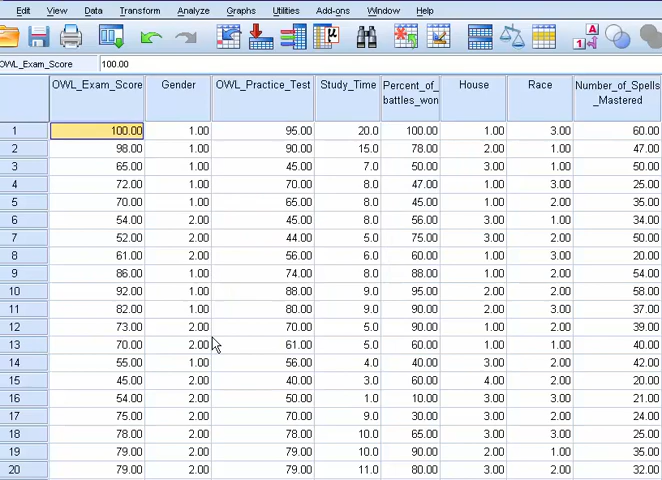 Edit View Data Transform Analyze Graphs Utilities Add-ons Window Help
OWL_Exam_Score 100.00
OWL_Exam_Score Gender OWL_Practice_Test Study_Time Percent_of_battles_won House Race Number_of_Spells_Mastered
1 100.00 1.00 95.00 20.0 100.00 1.00 3.00 60.00
2 98.00 1.00 90.00 15.0 78.00 2.00 1.00 47.00
3 65.00 1.00 45.00 7.0 50.00 3.00 1.00 50.00
4 72.00 1.00 70.00 8.0 47.00 1.00 3.00 25.00
5 70.00 1.00 65.00 8.0 45.00 1.00 2.00 35.00
6 54.00 2.00 45.00 8.0 56.00 3.00 1.00 34.00
7 52.00 2.00 44.00 5.0 75.00 3.00 2.00 50.00
8 61.00 2.00 56.00 6.0 60.00 1.00 3.00 20.00
9 86.00 1.00 74.00 8.0 88.00 1.00 2.00 54.00
10 92.00 1.00 88.00 9.0 95.00 2.00 2.00 58.00
11 82.00 1.00 80.00 9.0 90.00 2.00 3.00 37.00
12 73.00 2.00 70.00 5.0 90.00 1.00 2.00 39.00
13 70.00 2.00 61.00 5.0 60.00 1.00 1.00 40.00
14 55.00 1.00 56.00 4.0 40.00 3.00 2.00 42.00
15 45.00 2.00 40.00 3.0 60.00 4.00 2.00 20.00
16 54.00 2.00 50.00 1.0 10.00 3.00 3.00 21.00
17 75.00 2.00 70.00 9.0 30.00 3.00 2.00 24.00
18 78.00 2.00 78.00 10.0 65.00 3.00 3.00 25.00
19 79.00 2.00 79.00 10.0 90.00 2.00 1.00 35.00
20 79.00 2.00 79.00 11.0 80.00 3.00 2.00 32.00